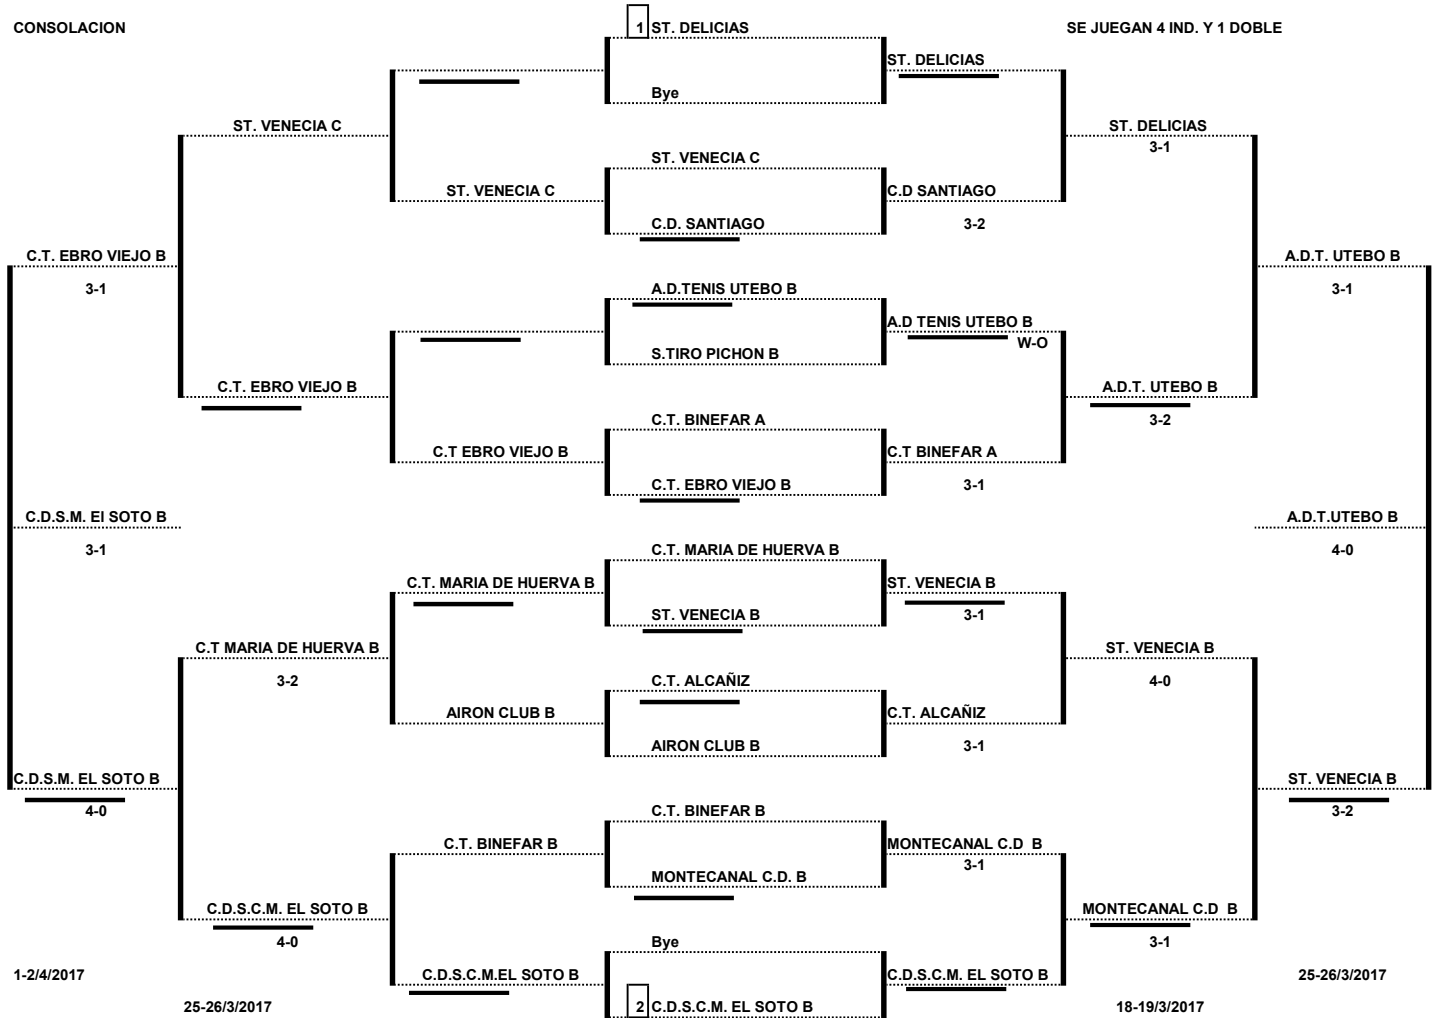 CONSOLACION
1 ST. DELICIAS
SE JUEGAN 4 IND. Y 1 DOBLE
ST. DELICIAS
Bye
ST. VENECIA C
ST. DELICIAS
3-1
ST. VENECIA C
ST. VENECIA C
C.D SANTIAGO
C.D. SANTIAGO
3-2
C.T. EBRO VIEJO B
A.D.T. UTEBO B
3-1
A.D.TENIS UTEBO B
3-1
A.D TENIS UTEBO B
W-O
S.TIRO PICHON B
C.T. EBRO VIEJO B
A.D.T. UTEBO B
C.T. BINEFAR A
3-2
C.T EBRO VIEJO B
C.T BINEFAR A
C.T. EBRO VIEJO B
3-1
C.D.S.M. El SOTO B
A.D.T.UTEBO B
3-1
C.T. MARIA DE HUERVA B
4-0
C.T. MARIA DE HUERVA B
ST. VENECIA B
ST. VENECIA B
3-1
C.T MARIA DE HUERVA B
ST. VENECIA B
3-2
C.T. ALCAÑIZ
4-0
AIRON CLUB B
C.T. ALCAÑIZ
AIRON CLUB B
3-1
C.D.S.M. EL SOTO B
ST. VENECIA B
4-0
C.T. BINEFAR B
3-2
C.T. BINEFAR B
MONTECANAL C.D B
3-1
MONTECANAL C.D. B
C.D.S.C.M. EL SOTO B
MONTECANAL C.D B
4-0
Bye
3-1
1-2/4/2017
C.D.S.C.M.EL SOTO B
C.D.S.C.M. EL SOTO B
25-26/3/2017
25-26/3/2017
2 C.D.S.C.M. EL SOTO B
18-19/3/2017